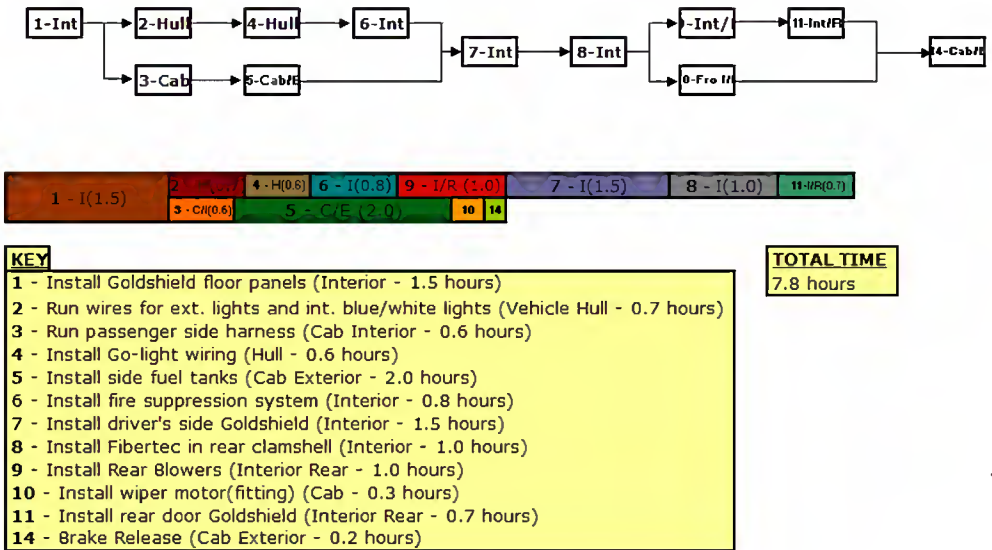 1-Int 2-Hull 4-Hull 6-Int 11-Int/
7-Int 8-Int 14-Cab/E
3-Cab 5-Cab/E
1 - I(1.5) 4 - H(0.6) 6 - I(0.8) 9 - I/R (1.0) 7 - I(1.5) 8 - I(1.0) 11-I/R(0.7)
3 - C/I(0.6) 5 - C/E (2.0) 10 14
KEY
1 - Install Goldshield floor panels (Interior - 1.5 hours)
2 - Run wires for ext. lights and int. blue/white lights (Vehicle Hull - 0.7 hours)
3 - Run passenger side harness (Cab Interior - 0.6 hours)
4 - Install Go-light wiring (Hull - 0.6 hours)
5 - Install side fuel tanks (Cab Exterior - 2.0 hours)
6 - Install fire suppression system (Interior - 0.8 hours)
7 - Install driver's side Goldshield (Interior - 1.5 hours)
8 - Install Fibertec in rear clamshell (Interior - 1.0 hours)
9 - Install Rear Blowers (Interior Rear - 1.0 hours)
10 - Install wiper motor(fitting) (Cab - 0.3 hours)
11 - Install rear door Goldshield (Interior Rear - 0.7 hours)
14 - Brake Release (Cab Exterior - 0.2 hours)
TOTAL TIME
7.8 hours